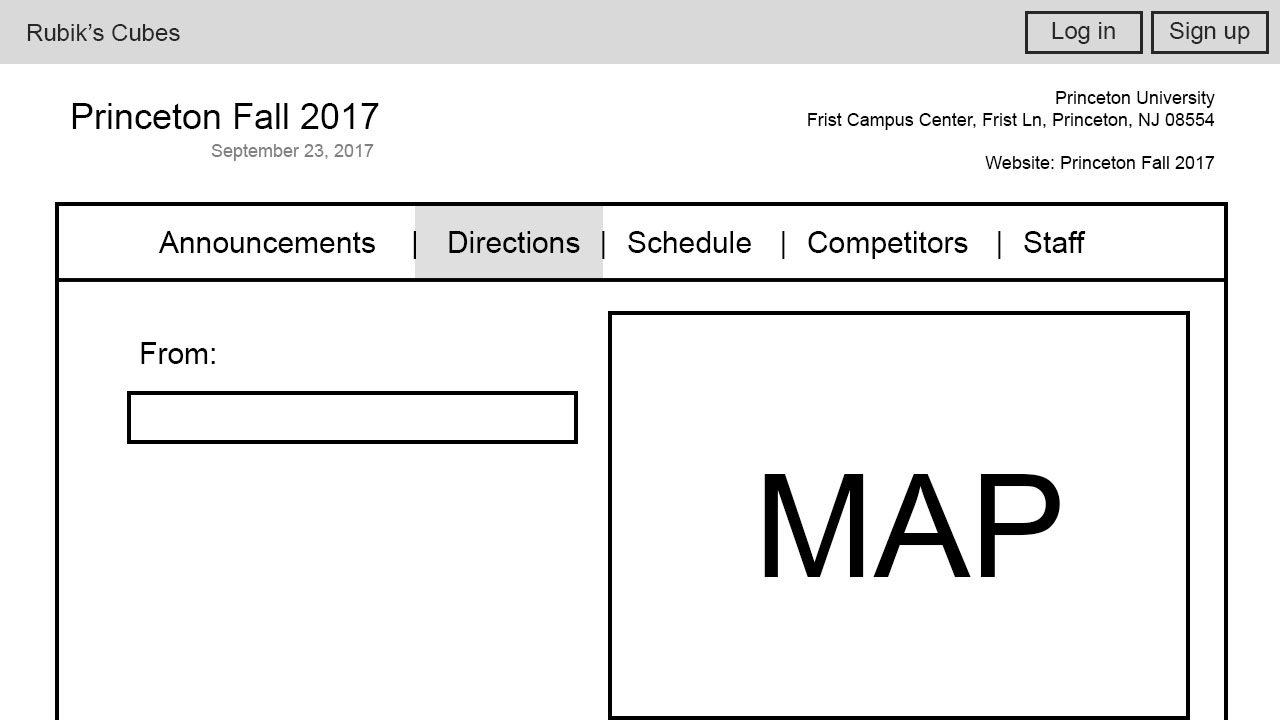 Rubik’s Cubes
Log in
Sign up
Princeton Fall 2017
September 23, 2017
Princeton University
Frist Campus Center, Frist Ln, Princeton, NJ 08554
Website: Princeton Fall 2017
Announcements | Directions | Schedule | Competitors | Staff
From:
MAP